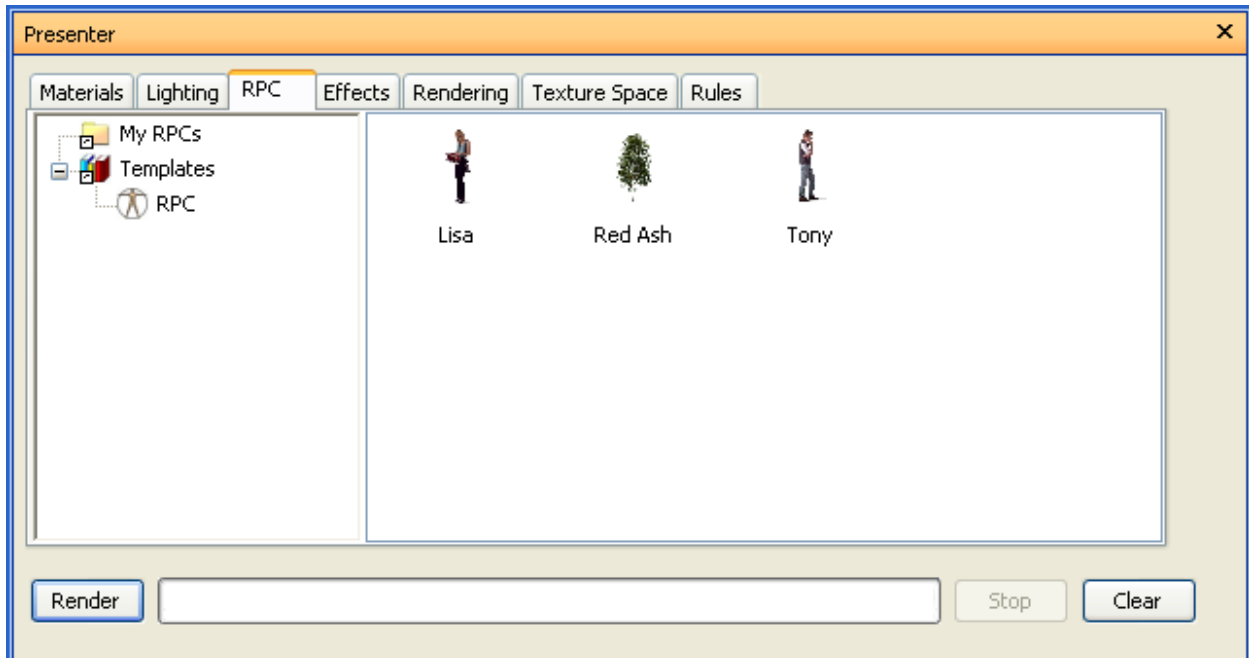 Presenter
Materials Lighting RPC Effects Rendering Texture Space Rules
My RPCs
Templates
RPC
Lisa Red Ash Tony
Render Stop Clear